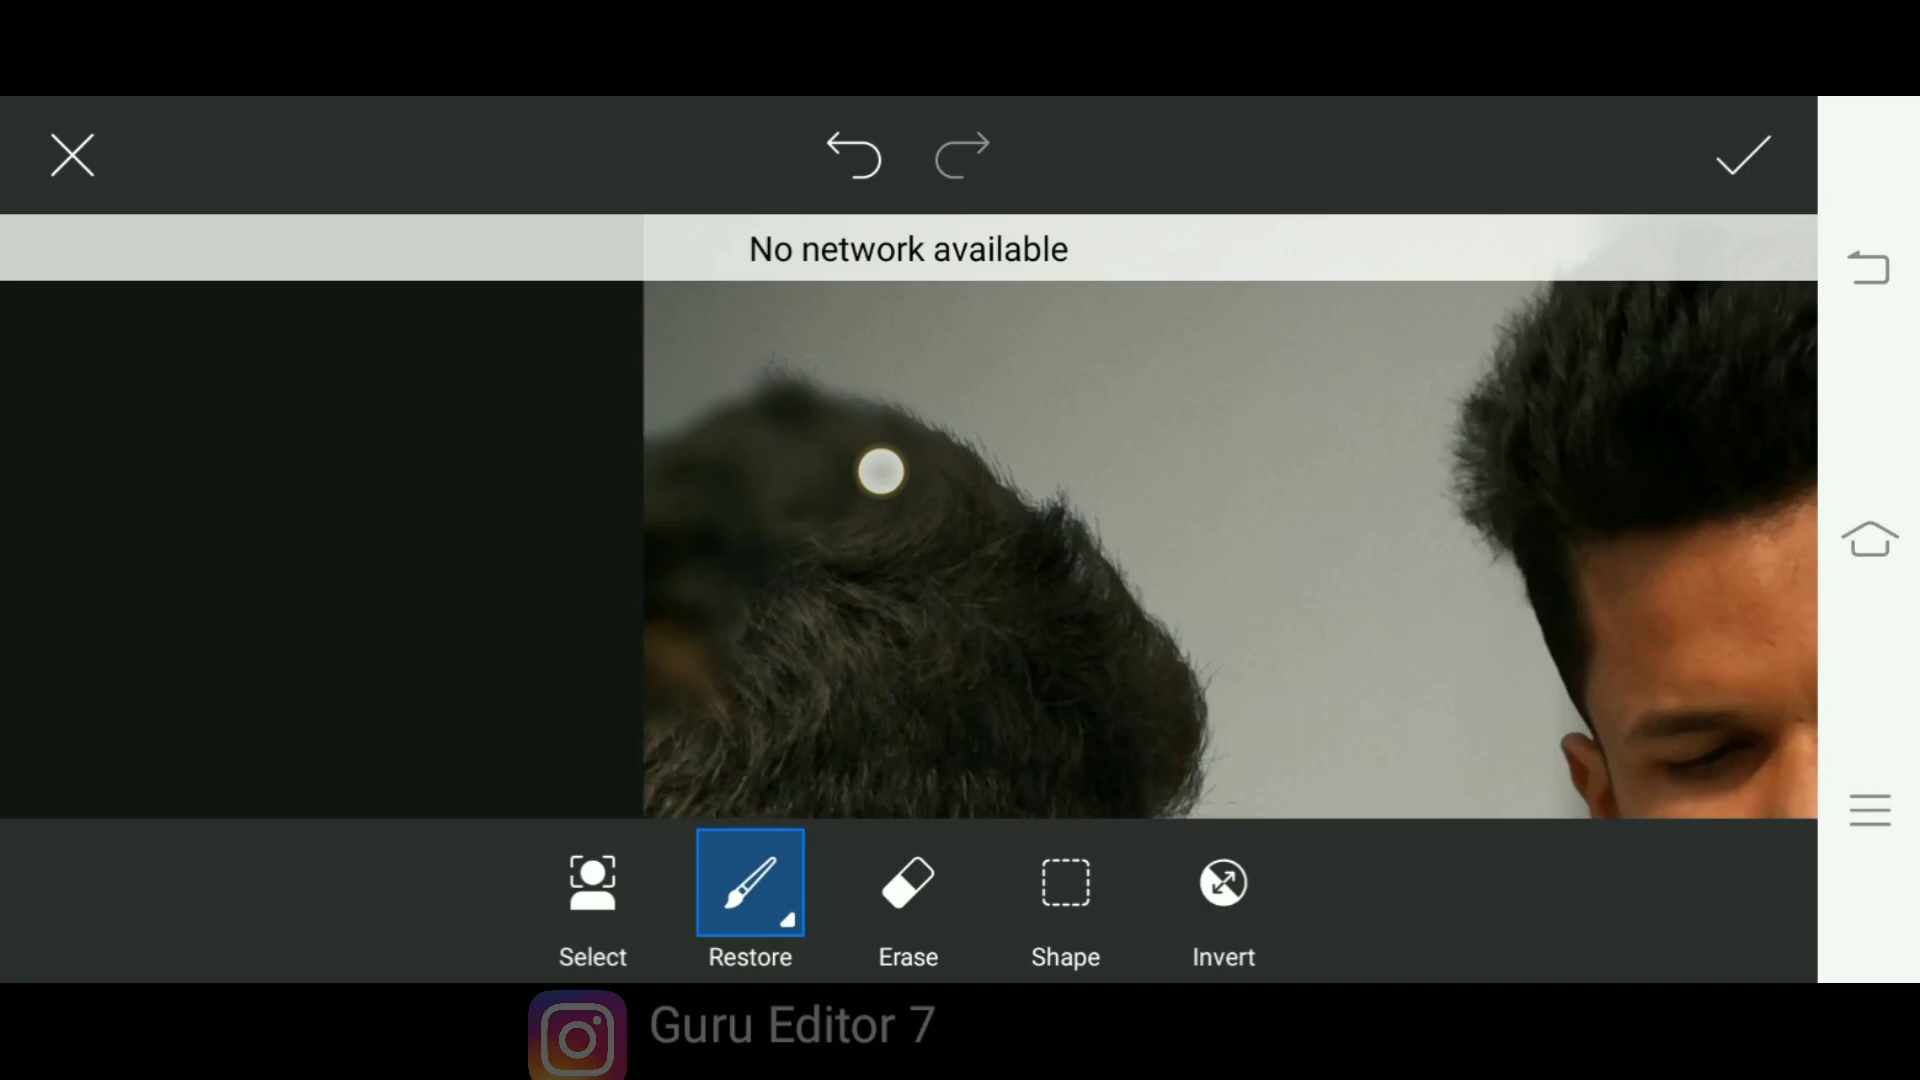 No network available
Select
Restore
Erase
Shape
Invert
Guru Editor 7